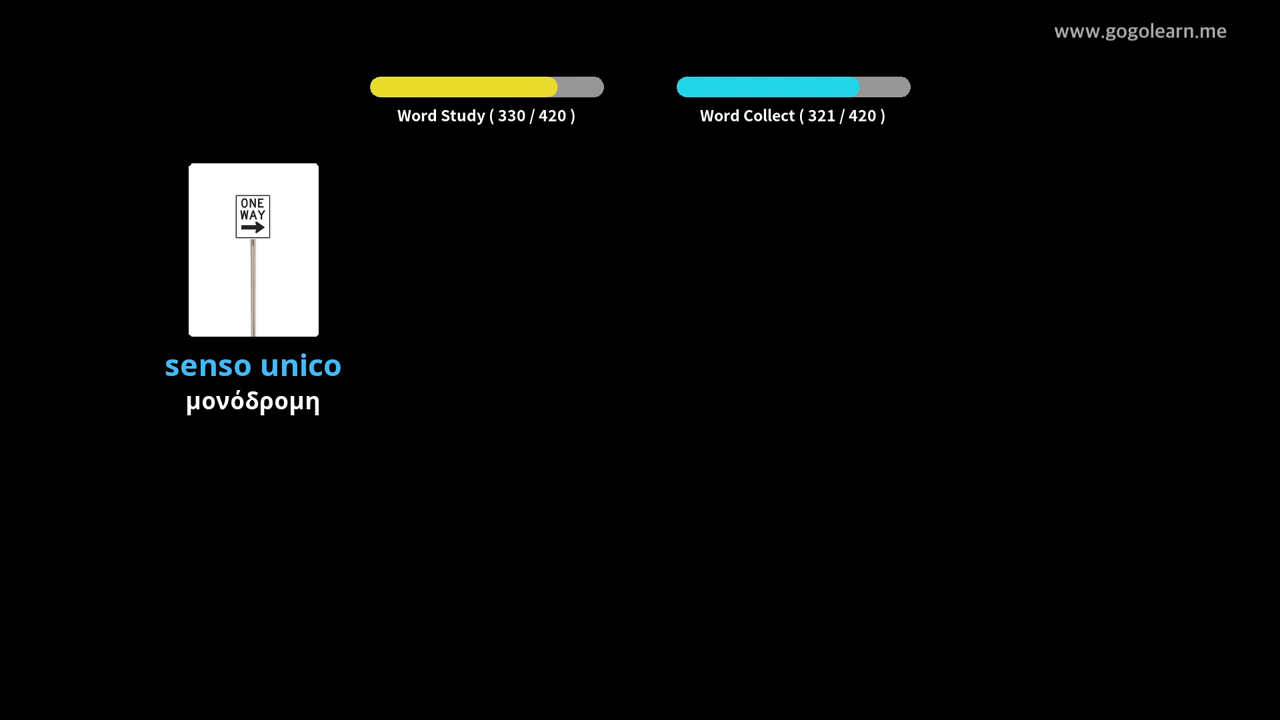 www.gogolearn.me
Word Study ( 330 / 420 )
Word Collect ( 321 / 420 )
ONE
WAY
senso unico
μονόδρομη